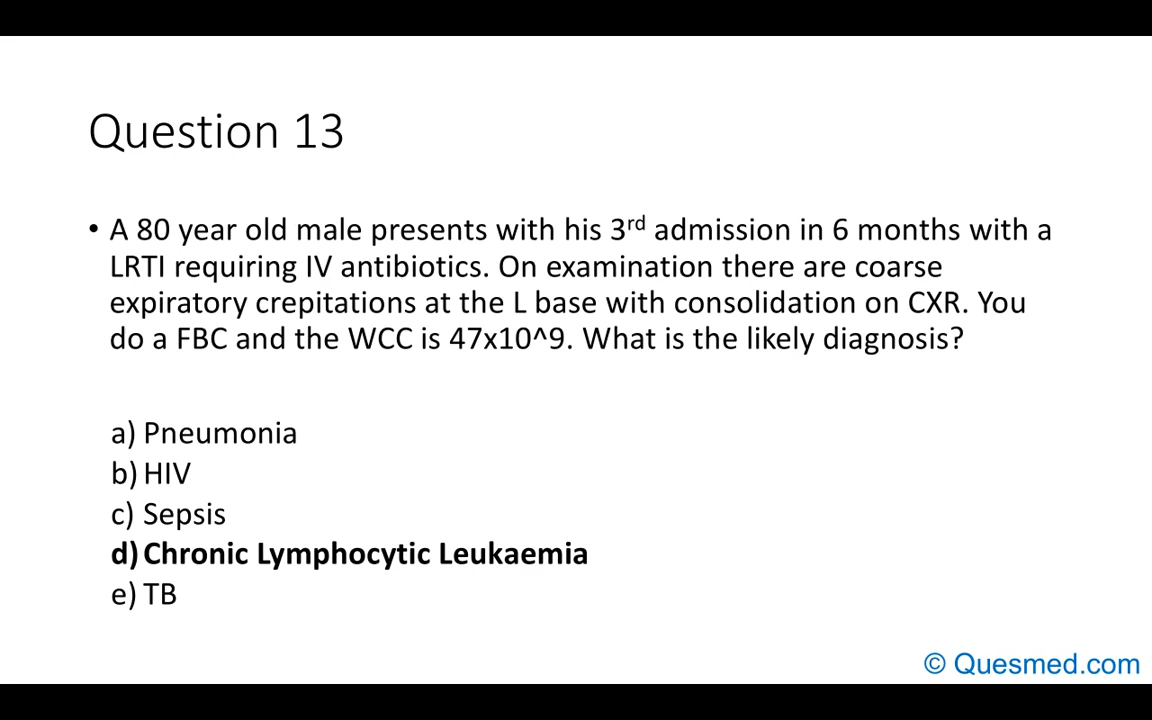 Question 13
• A 80 year old male presents with his 3rd admission in 6 months with a
LRTI requiring IV antibiotics. On examination there are coarse
expiratory crepitations at the L base with consolidation on CXR. You
do a FBC and the WCC is 47x10^9. What is the likely diagnosis?
a) Pneumonia
b) HIV
c) Sepsis
d) Chronic Lymphocytic Leukaemia
e) TB
© Quesmed.com